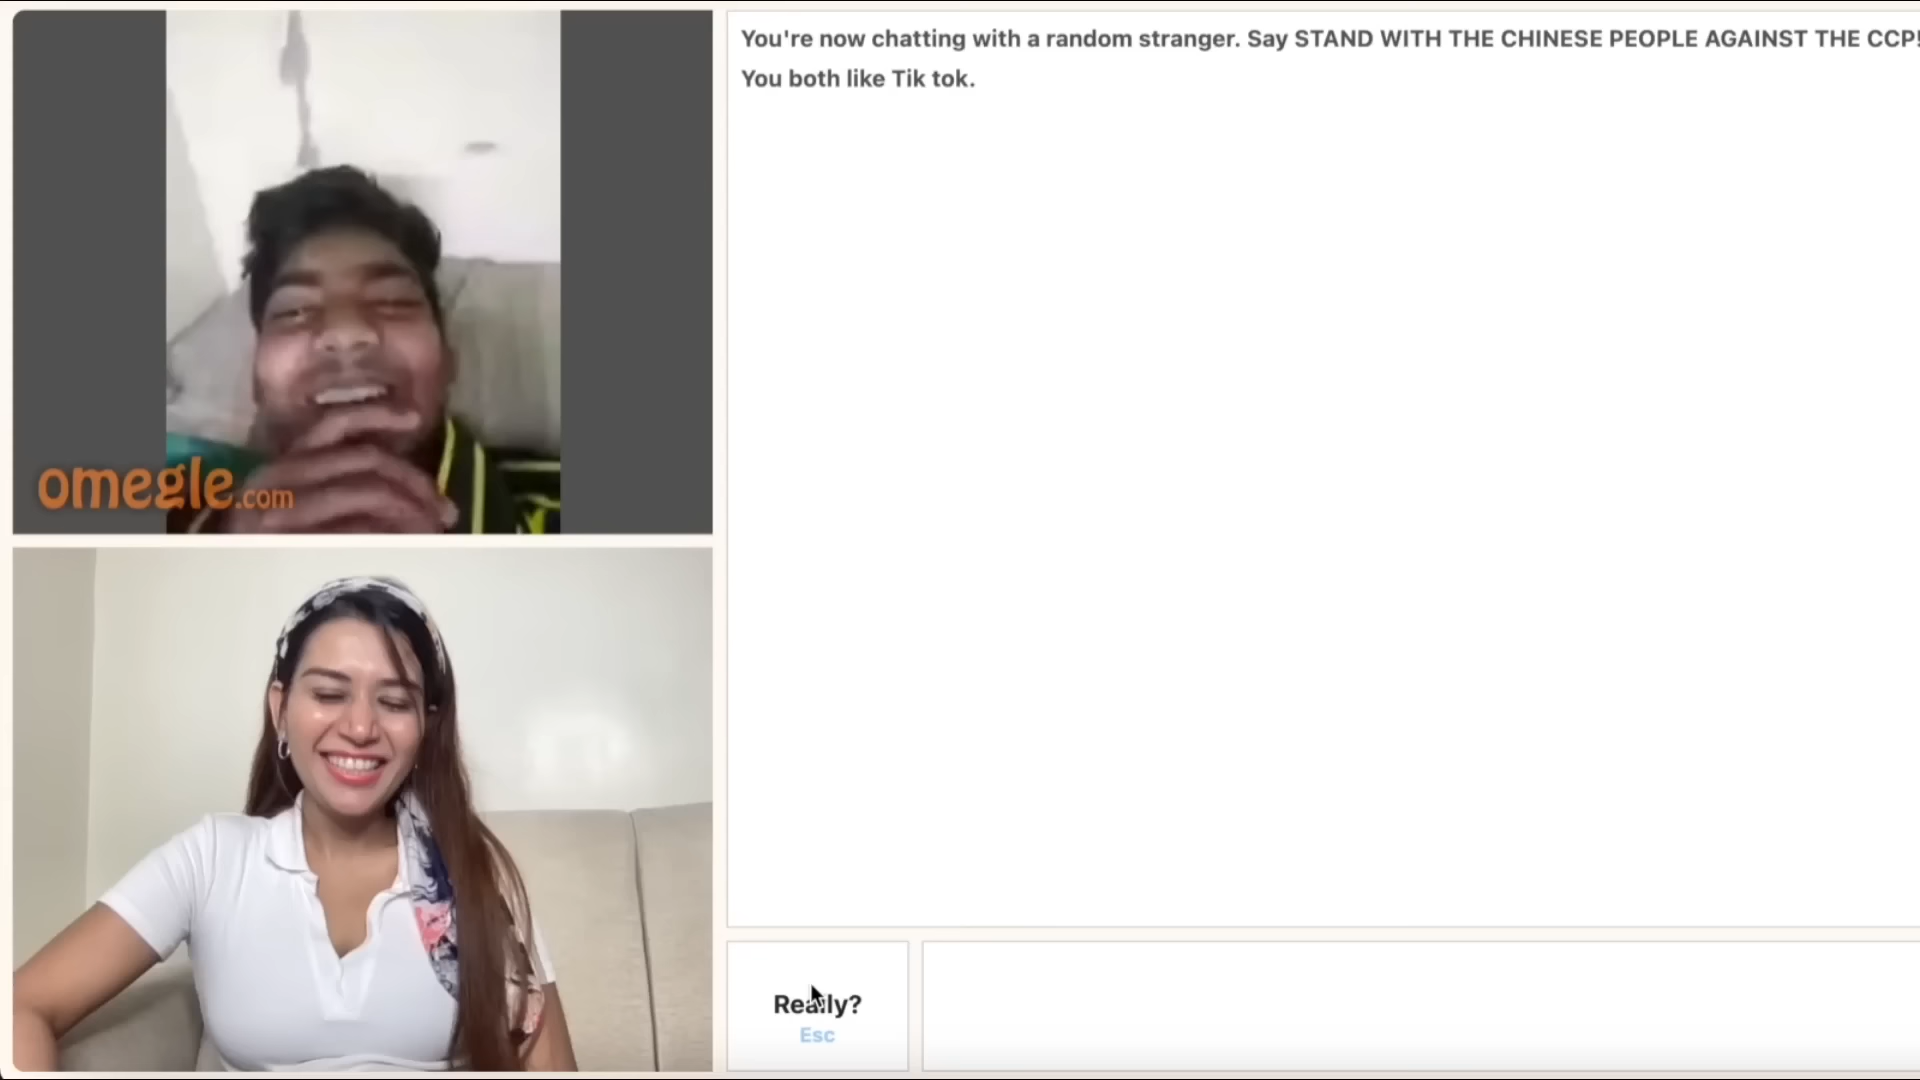 You're now chatting with a random stranger. Say STAND WITH THE CHINESE PEOPLE AGAINST THE CCP!
You both like Tik tok.
omegle.com
Really?
Esc